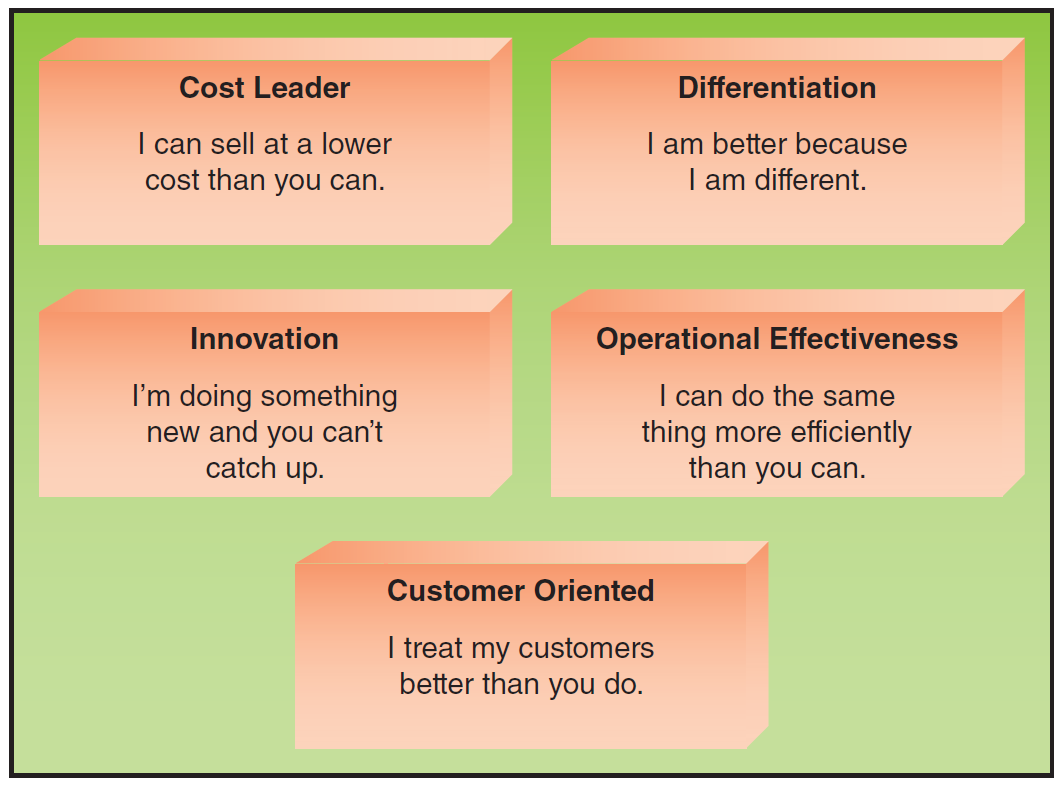 Cost Leader
I can sell at a lower
cost than you can.
Differentiation
I am better because
I am different.
Innovation
I’m doing something
new and you can’t
catch up.
Operational Effectiveness
I can do the same
thing more efficiently
than you can.
Customer Oriented
I treat my customers
better than you do.